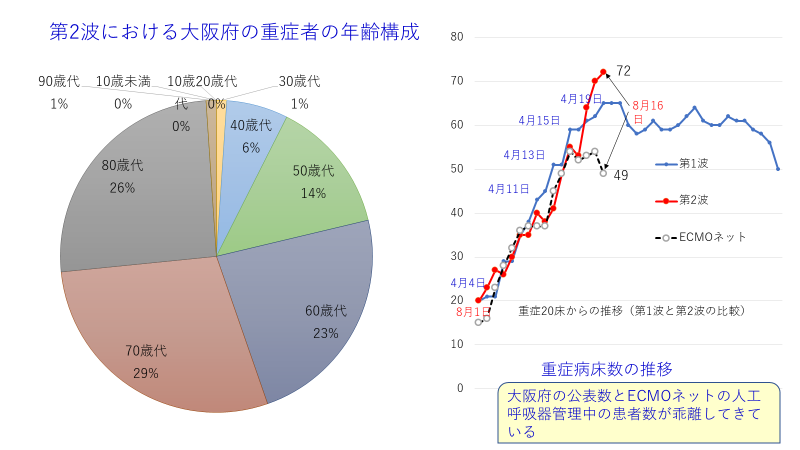 第2波における大阪府の重症者の年齢構成
90歳代
1%
10歳未満
0%
10歳
代
0%
20歳代
0%
30歳代
1%
40歳代
6%
50歳代
14%
60歳代
23%
70歳代
29%
80歳代
26%
80
70
60
50
40
30
20
10
0
4月19日
4月15日
4月13日
4月11日
4月4日
8月1日
72
8月16
日
49
第1波
第2波
ECMOネット
重症20床からの推移（第1波と第2波の比較）
重症病床数の推移
大阪府の公表数とECMOネットの人工
呼吸器管理中の患者数が乖離してきて
いる